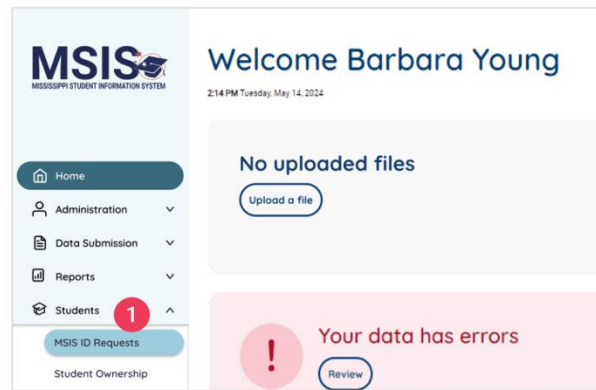 MSIS
MISSISSIPPI STUDENT INFORMATION SYSTEM
Home
Administration
Data Submission
Reports
Students
1
MSIS ID Requests
Student Ownership
Welcome Barbara Young
2:14 PM Tuesday, May 14, 2024
No uploaded files
Upload a file
!
Your data has errors
Review